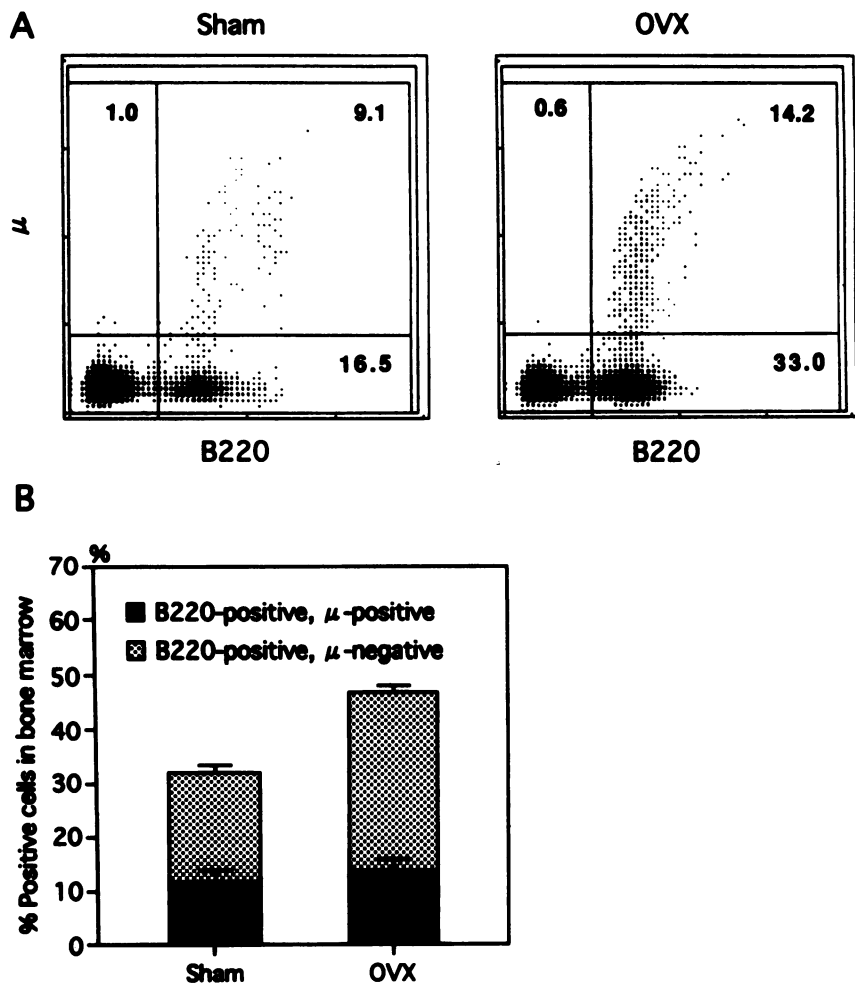 A
Sham
OVX
1.0
9.1
0.6
14.2
μ
16.5
33.0
B220
B220
B
%
70
60
50
40
30
20
10
0
% Positive cells in bone marrow
B220-positive, μ-positive
B220-positive, μ-negative
Sham
OVX